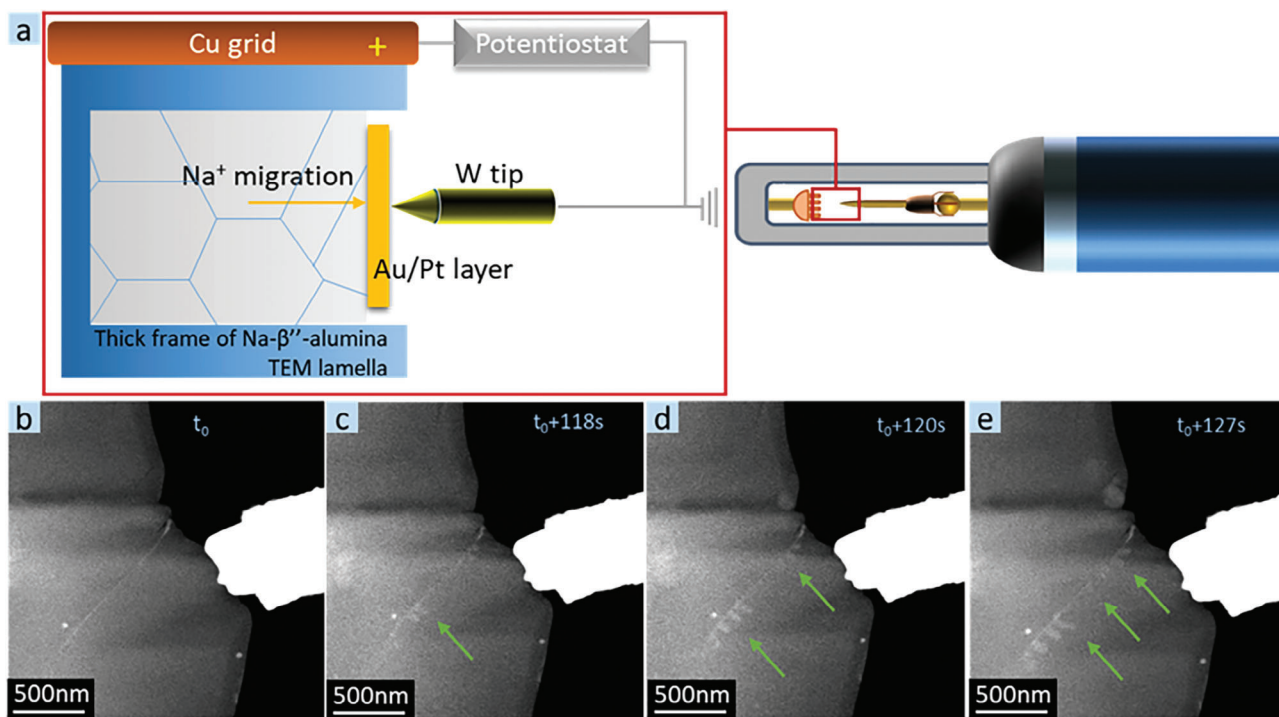 a
Cu grid
+
Potentiostat
Na⁺ migration
W tip
Au/Pt layer
Thick frame of Na-β′′-alumina
TEM lamella
b
t₀
500nm
c
t₀+118s
500nm
d
t₀+120s
500nm
e
t₀+127s
500nm